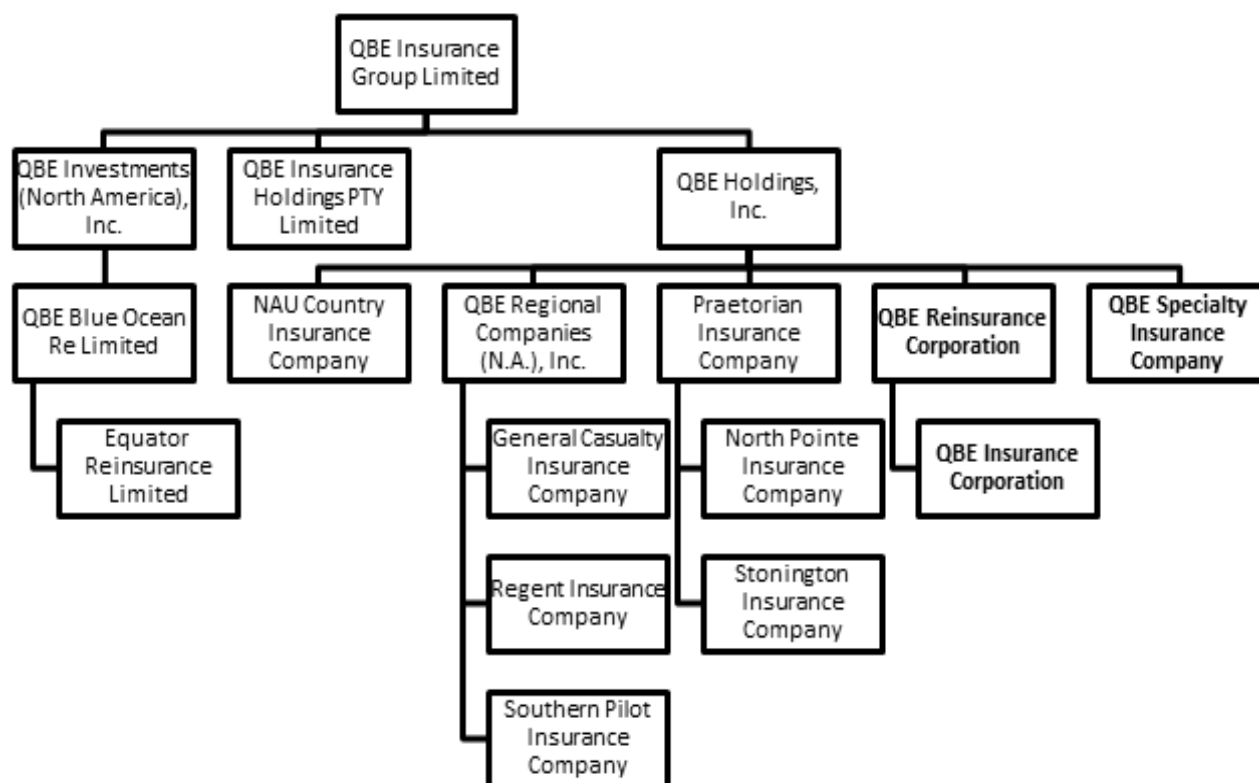 QBE Insurance
Group Limited
QBE Investments
(North America),
Inc.
QBE Insurance
Holdings PTY
Limited
QBE Holdings,
Inc.
QBE Blue Ocean
Re Limited
NAU Country
Insurance
Company
QBE Regional
Companies
(N.A.), Inc.
Praetorian
Insurance
Company
QBE Reinsurance
Corporation
QBE Specialty
Insurance
Company
Equator
Reinsurance
Limited
General Casualty
Insurance
Company
North Pointe
Insurance
Company
QBE Insurance
Corporation
Regent Insurance
Company
Stonington
Insurance
Company
Southern Pilot
Insurance
Company